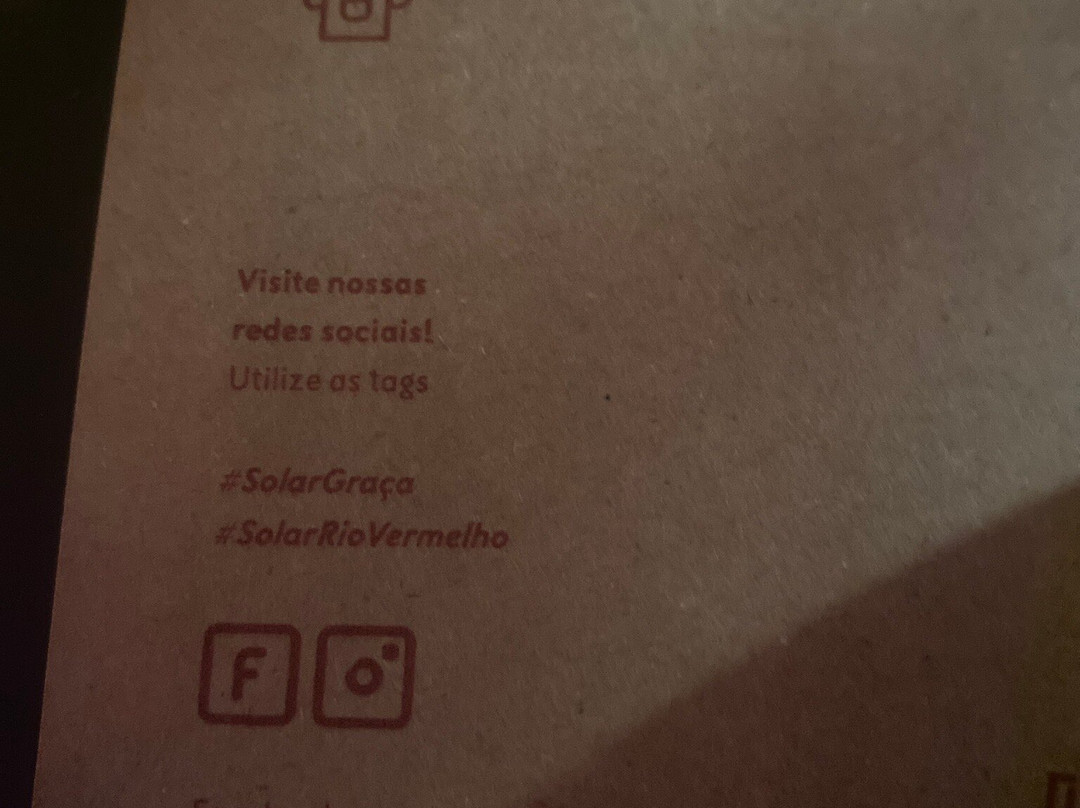 Visite nossas
redes sociais!
Utilize as tags
#SolarGraça
#SolarRioVermelho